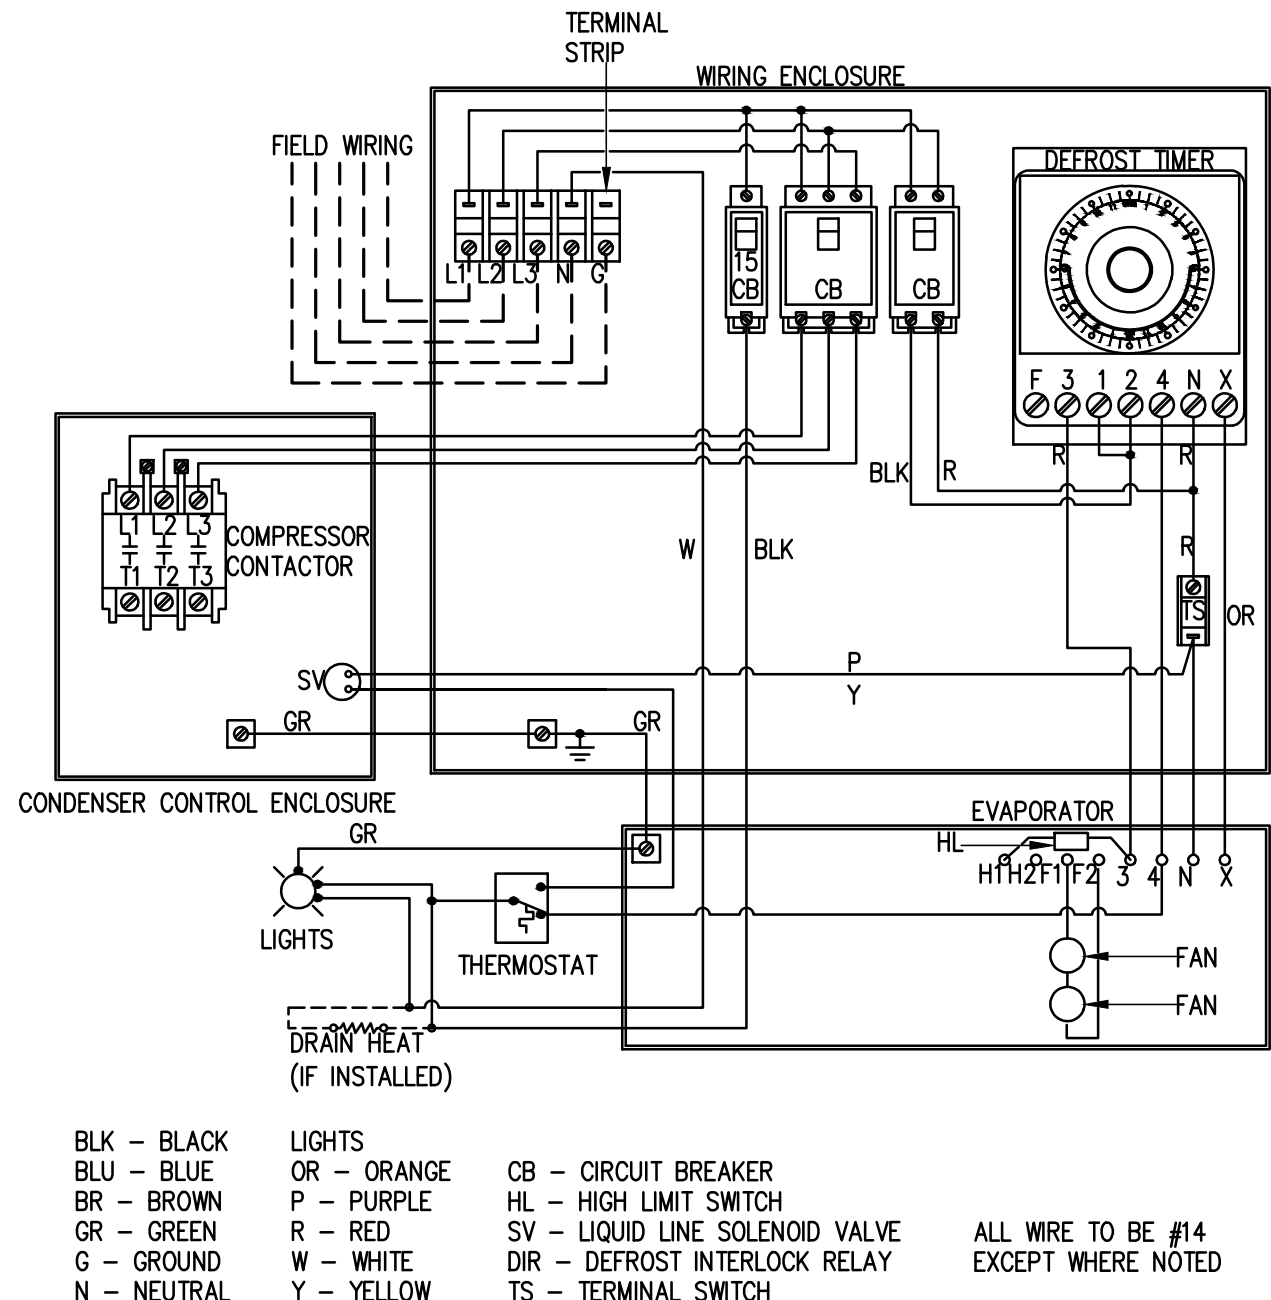 TERMINAL
STRIP
WIRING ENCLOSURE
FIELD WIRING
DEFROST TIMER
L1 L2 L3 N G
15
CB
CB
CB
F 3 1 2 4 N X
R
R
BLK
R
L1 L2 L3
COMPRESSOR
CONTACTOR
T1 T2 T3
W
BLK
R
TS
OR
P
SV
Y
GR
GR
CONDENSER CONTROL ENCLOSURE
EVAPORATOR
GR
HL
H1 H2 F1 F2 3 4 N X
LIGHTS
THERMOSTAT
FAN
FAN
DRAIN HEAT
(IF INSTALLED)
BLK – BLACK
BLU – BLUE
BR – BROWN
GR – GREEN
G – GROUND
N – NEUTRAL
LIGHTS
OR – ORANGE
P – PURPLE
R – RED
W – WHITE
Y – YELLOW
CB – CIRCUIT BREAKER
HL – HIGH LIMIT SWITCH
SV – LIQUID LINE SOLENOID VALVE
DIR – DEFROST INTERLOCK RELAY
TS – TERMINAL SWITCH
ALL WIRE TO BE #14
EXCEPT WHERE NOTED